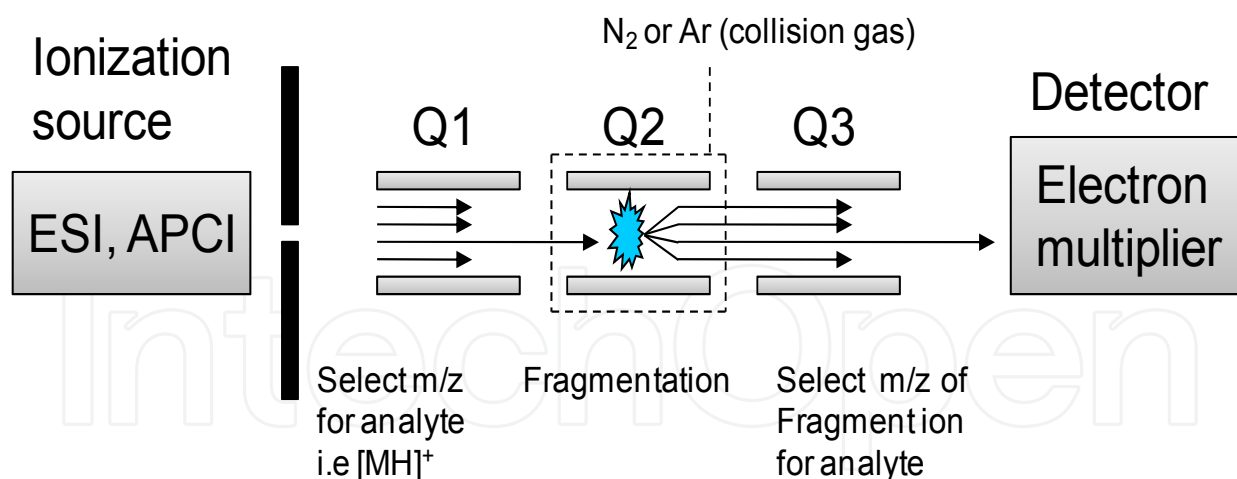 N₂ or Ar (collision gas)
Ionization
source
Q1
Q2
Q3
Detector
ESI, APCI
Electron
multiplier
IntechOpen
Select m/z
for analyte
i.e [MH]⁺
Fragmentation
Select m/z of
Fragment ion
for analyte